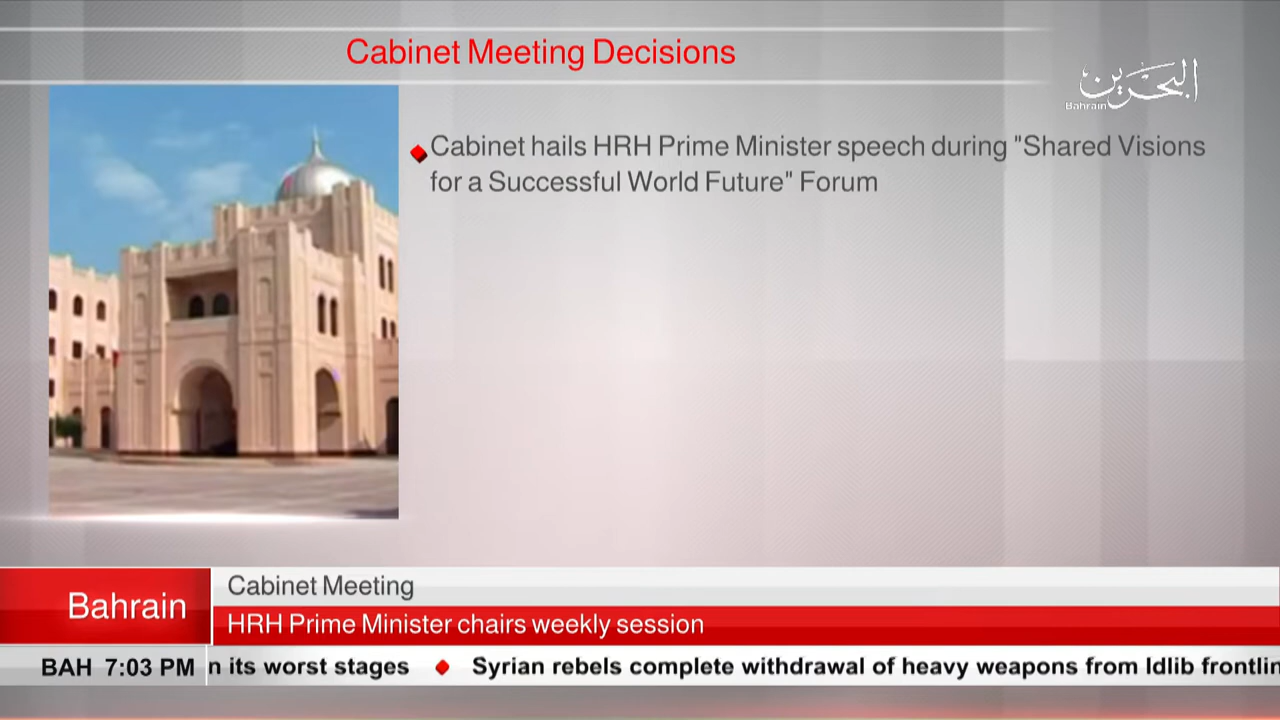 Cabinet Meeting Decisions
البحرين
Bahrain
Cabinet hails HRH Prime Minister speech during "Shared Visions
for a Successful World Future" Forum
Bahrain
Cabinet Meeting
HRH Prime Minister chairs weekly session
BAH 7:03 PM
n its worst stages
Syrian rebels complete withdrawal of heavy weapons from Idlib frontlin